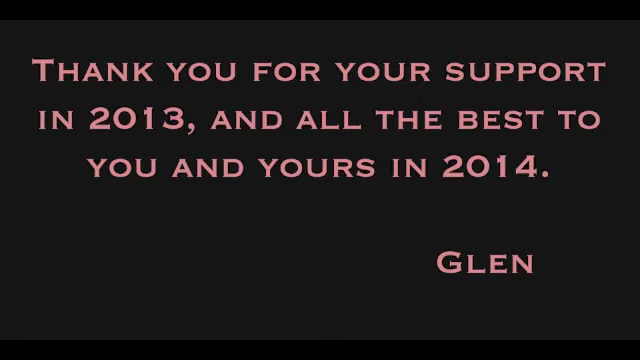 Thank you for your support
in 2013, and all the best to
you and yours in 2014.
Glen